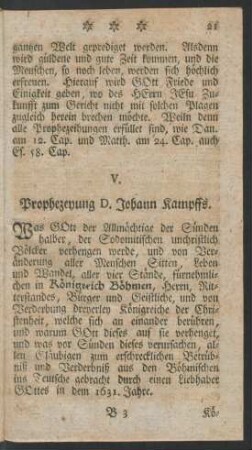 * * * 21
gantzen Welt geprediget werden. Alsdenn
wird güldene und gute Zeit kommen, und die
Menschen, so noch leben, werden sich höchlich
erfreuen. Hierauf wird GOtt Friede und
Einigkeit geben, wo des HErrn JEsu Zu-
kunfft zum Gericht nicht mit solchen Plagen
zugleich herein brechen möchte. Weiln denn
alle Prophezeihungen erfüllet sind, wie Dan.
am 12. Cap. und Matth. am 24. Cap. auch
Es. 58. Cap.
V.
Prophezeyung D. Johann Kampffs.
Was GOtt der Allmächtige der Sünden
halber, der Sodomitischen unchristlich
Völcker verhengen werde, und von Ver-
änderung aller Menschen Sitten, Leben
und Wandel, aller vier Stände, fürnehmli-
chen in Königreich Böhmen, Herrn, Rit-
terstandes, Bürger und Geistliche, und von
Verderbung dreyerley Königreiche der Chri-
stenheit, welche sich an einander berühren,
und warum GOtt dieses auf sie verhenget,
und was vor Sünden dieses verursachen, al-
len Gläubigen zum erschrecklichen Betrüb-
niß und Verderbniß aus den Böhmischen
ins Teutsche gebracht durch einen Liebhaber
GOttes in dem 1631. Jahre.
B 3 Kö-